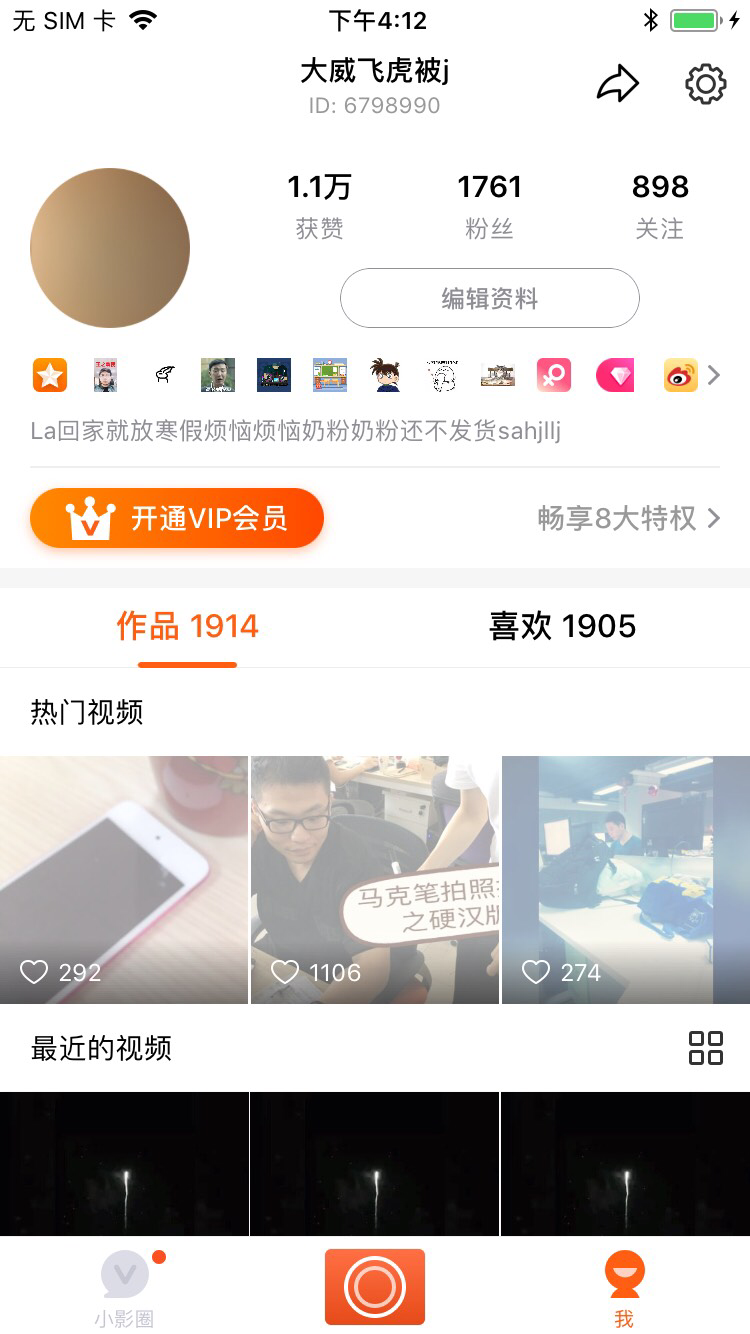 无 SIM 卡
下午4:12
大威飞虎被j
ID: 6798990
1.1万
1761
898
获赞
粉丝
关注
编辑资料
La回家就放寒假烦恼烦恼奶粉奶粉还不发货sahjllj
开通VIP会员
畅享8大特权
作品 1914
喜欢 1905
热门视频
马克笔拍照
之硬汉版
292
1106
274
最近的视频
小影圈
我